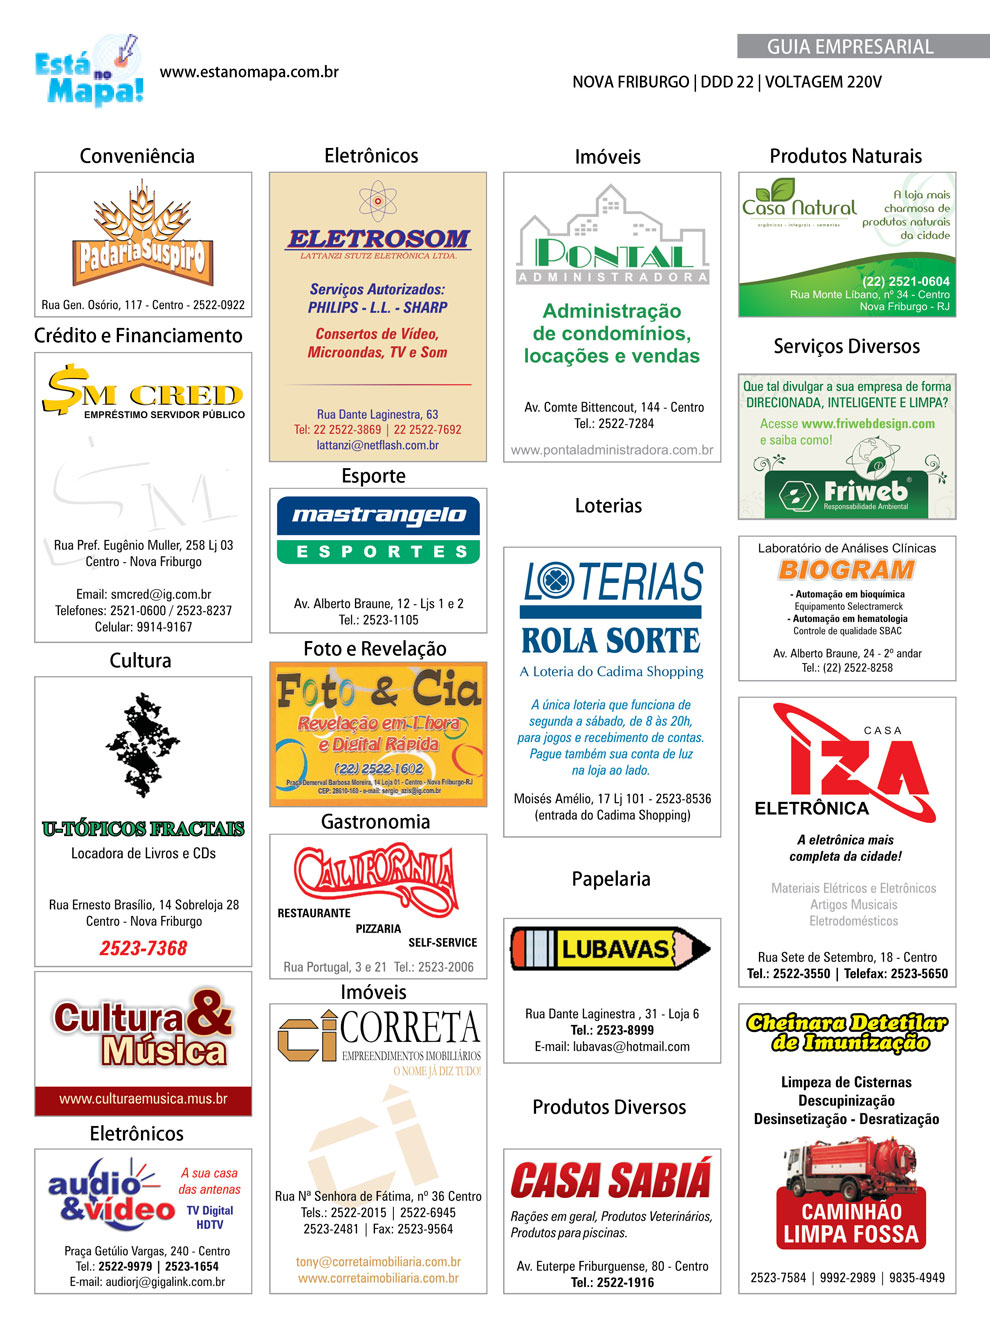 Está
no
Mapa!
www.estanomapa.com.br
GUIA EMPRESARIAL
NOVA FRIBURGO | DDD 22 | VOLTAGEM 220V
Conveniência
Padaria Suspiro
Rua Gen. Osório, 117 - Centro - 2522-0922
Crédito e Financiamento
SM CRED
EMPRÉSTIMO SERVIDOR PÚBLICO
SM
Rua Pref. Eugênio Muller, 258 Lj 03
Centro - Nova Friburgo
Email: smcred@ig.com.br
Telefones: 2521-0600 / 2523-8237
Celular: 9914-9167
Cultura
U-TÓPICOS FRACTAIS
Locadora de Livros e CDs
Rua Ernesto Brasílio, 14 Sobreloja 28
Centro - Nova Friburgo
2523-7368
Cultura &
Música
www.culturaemusica.mus.br
Eletrônicos
audio
&vídeo
A sua casa
das antenas
TV Digital
HDTV
Praça Getúlio Vargas, 240 - Centro
Tel.: 2522-9979 | 2523-1654
E-mail: audiorj@gigalink.com.br
Eletrônicos
ELETROSOM
LATTANZI STUTZ ELETRÔNICA LTDA.
Serviços Autorizados:
PHILIPS - L.L. - SHARP
Consertos de Vídeo,
Microondas, TV e Som
Rua Dante Laginestra, 63
Tel: 22 2522-3869 | 22 2522-7692
lattanzi@netflash.com.br
Esporte
mastrangelo
ESPORTES
Av. Alberto Braune, 12 - Ljs 1 e 2
Tel.: 2523-1105
Foto e Revelação
Foto & Cia
Revelação em 1 hora
e Digital Rápida
(22) 2522-1602
Praça Demerval Barbosa Moreira, 14 Loja 01 - Centro - Nova Friburgo-RJ
CEP: 28610-160 - e-mail: sergio_azis@ig.com.br
Gastronomia
CALIFORNIA
RESTAURANTE
PIZZARIA
SELF-SERVICE
Rua Portugal, 3 e 21 Tel.: 2523-2006
Imóveis
Ci CORRETA
EMPREENDIMENTOS IMOBILIÁRIOS
O NOME JÁ DIZ TUDO!
Ci
Rua Nª Senhora de Fátima, nº 36 Centro
Tels.: 2522-2015 | 2522-6945
2523-2481 | Fax: 2523-9564
tony@corretaimobiliaria.com.br
www.corretaimobiliaria.com.br
Imóveis
PONTAL
ADMINISTRADORA
Administração
de condomínios,
locações e vendas
Av. Comte Bittencout, 144 - Centro
Tel.: 2522-7284
www.pontaladministradora.com.br
Loterias
LOTERIAS
ROLA SORTE
A Loteria do Cadima Shopping
A única loteria que funciona de
segunda a sábado, de 8 às 20h,
para jogos e recebimento de contas.
Pague também sua conta de luz
na loja ao lado.
Moisés Amélio, 17 Lj 101 - 2523-8536
(entrada do Cadima Shopping)
Papelaria
LUBAVAS
Rua Dante Laginestra , 31 - Loja 6
Tel.: 2523-8999
E-mail: lubavas@hotmail.com
Produtos Diversos
CASA SABIÁ
Rações em geral, Produtos Veterinários,
Produtos para piscinas.
Av. Euterpe Friburguense, 80 - Centro
Tel.: 2522-1916
Produtos Naturais
Casa Natural
orgânicos - integrais - sementes
A loja mais
charmosa de
produtos naturais
da cidade
(22) 2521-0604
Rua Monte Líbano, nº 34 - Centro
Nova Friburgo - RJ
Serviços Diversos
Que tal divulgar a sua empresa de forma
DIRECIONADA, INTELIGENTE E LIMPA?
Acesse www.friwebdesign.com
e saiba como!
Friweb®
Responsabilidade Ambiental
Laboratório de Análises Clínicas
BIOGRAM
- Automação em bioquímica
Equipamento Selectramerck
- Automação em hematologia
Controle de qualidade SBAC
Av. Alberto Braune, 24 - 2º andar
Tel.: (22) 2522-8258
CASA
IZA
ELETRÔNICA
A eletrônica mais
completa da cidade!
Materiais Elétricos e Eletrônicos
Artigos Musicais
Eletrodomésticos
Rua Sete de Setembro, 18 - Centro
Tel.: 2522-3550 | Telefax: 2523-5650
Cheinara Detetilar
de Imunização
Limpeza de Cisternas
Descupinização
Desinsetização - Desratização
CAMINHÃO
LIMPA FOSSA
2523-7584 | 9992-2989 | 9835-4949